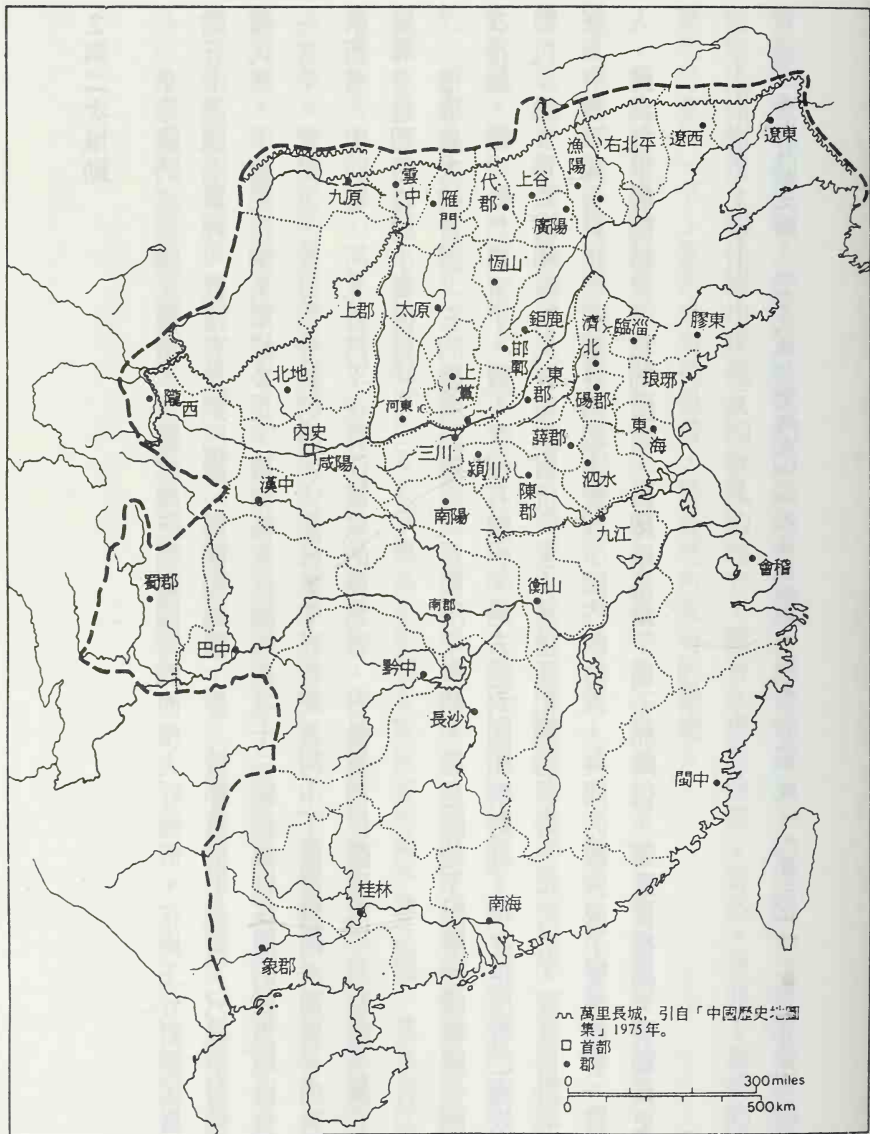 九原
雲中
雁門
代郡
上谷
漁陽
廣陽
右北平
遼西
遼東
上郡
太原
恆山
鉅鹿
邯鄲
濟北
臨淄
膠東
琅邪
隴西
北地
上黨
河東
東郡
碭郡
東海
內史
咸陽
三川
潁川
薛郡
泗水
陳郡
漢中
南陽
九江
會稽
衡山
南郡
蜀郡
巴中
黔中
長沙
閩中
桂林
南海
象郡
萬里長城,引自「中國歷史地圖
集」1975年。
首都
郡
0 300 miles
0 500 km